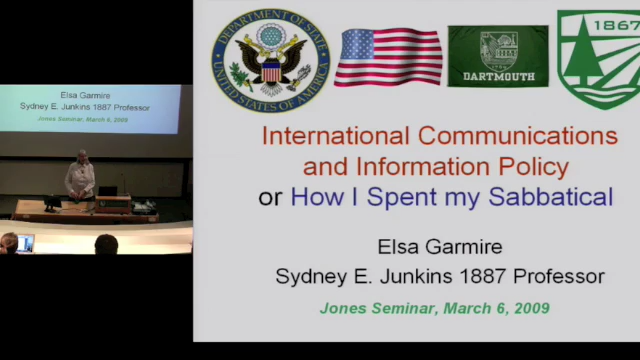 DEPARTMENT OF STATE
UNITED STATES OF AMERICA
DARTMOUTH
1867
International Communications
and Information Policy
or How I Spent my Sabbatical
Elsa Garmire
Sydney E. Junkins 1887 Professor
Jones Seminar, March 6, 2009
Elsa Garmire
Sydney E. Junkins 1887 Professor
Jones Seminar, March 6, 2009